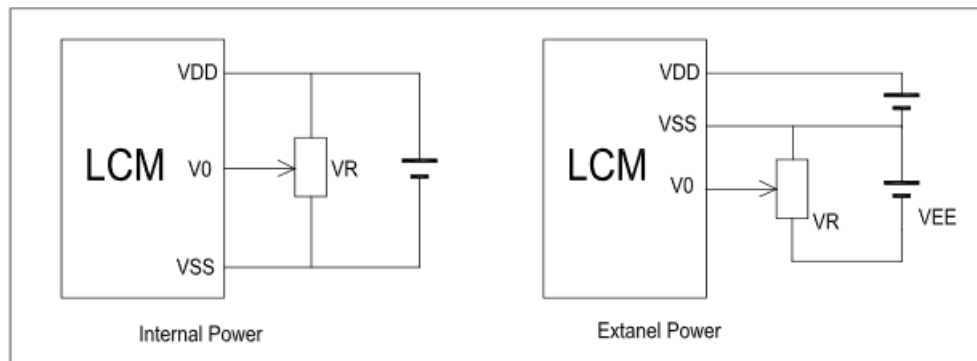 VDD
LCM
V0
VR
VSS
Internal Power
VDD
VSS
LCM
V0
VR
VEE
Extanel Power